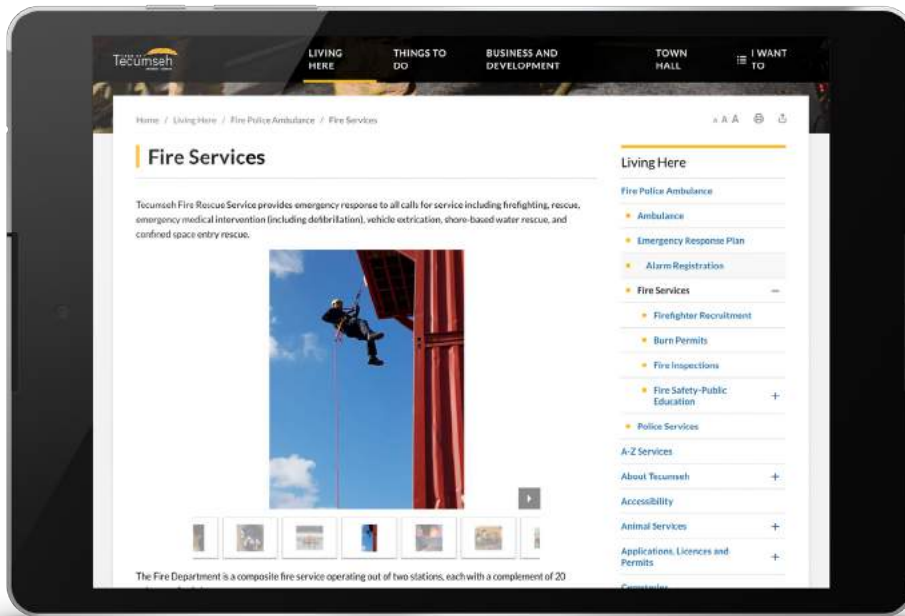 TOWN OF
Tecumseh
LIVING
HERE
THINGS TO
DO
BUSINESS AND
DEVELOPMENT
TOWN
HALL
I WANT
TO
Home / Living Here / Fire Police Ambulance / Fire Services
A A A
Fire Services
Tecumseh Fire Rescue Service provides emergency response to all calls for service including firefighting, rescue,
emergency medical intervention (including defibrillation), vehicle extrication, shore-based water rescue, and
confined space entry rescue.
The Fire Department is a composite fire service operating out of two stations, each with a complement of 20
Living Here
Fire Police Ambulance
Ambulance
Emergency Response Plan
Alarm Registration
Fire Services
Firefighter Recruitment
Burn Permits
Fire Inspections
Fire Safety-Public
Education
Police Services
A-Z Services
About Tecumseh
Accessibility
Animal Services
Applications, Licences and
Permits
Cemeteries